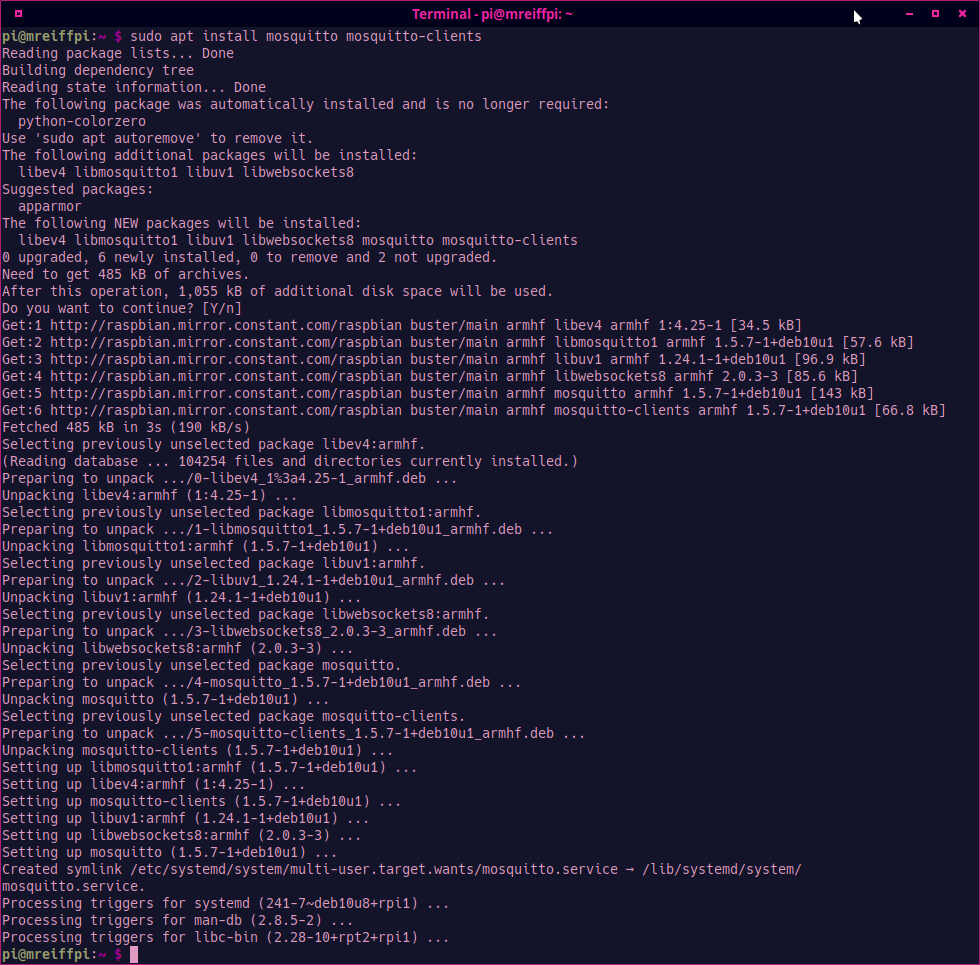 Terminal - pi@mreiffpi: ~
pi@mreiffpi:~ $ sudo apt install mosquitto mosquitto-clients
Reading package lists... Done
Building dependency tree
Reading state information... Done
The following package was automatically installed and is no longer required:
  python-colorzero
Use 'sudo apt autoremove' to remove it.
The following additional packages will be installed:
  libev4 libmosquitto1 libuv1 libwebsockets8
Suggested packages:
  apparmor
The following NEW packages will be installed:
  libev4 libmosquitto1 libuv1 libwebsockets8 mosquitto mosquitto-clients
0 upgraded, 6 newly installed, 0 to remove and 2 not upgraded.
Need to get 485 kB of archives.
After this operation, 1,055 kB of additional disk space will be used.
Do you want to continue? [Y/n]
Get:1 http://raspbian.mirror.constant.com/raspbian buster/main armhf libev4 armhf 1:4.25-1 [34.5 kB]
Get:2 http://raspbian.mirror.constant.com/raspbian buster/main armhf libmosquitto1 armhf 1.5.7-1+deb10u1 [57.6 kB]
Get:3 http://raspbian.mirror.constant.com/raspbian buster/main armhf libuv1 armhf 1.24.1-1+deb10u1 [96.9 kB]
Get:4 http://raspbian.mirror.constant.com/raspbian buster/main armhf libwebsockets8 armhf 2.0.3-3 [85.6 kB]
Get:5 http://raspbian.mirror.constant.com/raspbian buster/main armhf mosquitto armhf 1.5.7-1+deb10u1 [143 kB]
Get:6 http://raspbian.mirror.constant.com/raspbian buster/main armhf mosquitto-clients armhf 1.5.7-1+deb10u1 [66.8 kB]
Fetched 485 kB in 3s (190 kB/s)
Selecting previously unselected package libev4:armhf.
(Reading database ... 104254 files and directories currently installed.)
Preparing to unpack .../0-libev4_1%3a4.25-1_armhf.deb ...
Unpacking libev4:armhf (1:4.25-1) ...
Selecting previously unselected package libmosquitto1:armhf.
Preparing to unpack .../1-libmosquitto1_1.5.7-1+deb10u1_armhf.deb ...
Unpacking libmosquitto1:armhf (1.5.7-1+deb10u1) ...
Selecting previously unselected package libuv1:armhf.
Preparing to unpack .../2-libuv1_1.24.1-1+deb10u1_armhf.deb ...
Unpacking libuv1:armhf (1.24.1-1+deb10u1) ...
Selecting previously unselected package libwebsockets8:armhf.
Preparing to unpack .../3-libwebsockets8_2.0.3-3_armhf.deb ...
Unpacking libwebsockets8:armhf (2.0.3-3) ...
Selecting previously unselected package mosquitto.
Preparing to unpack .../4-mosquitto_1.5.7-1+deb10u1_armhf.deb ...
Unpacking mosquitto (1.5.7-1+deb10u1) ...
Selecting previously unselected package mosquitto-clients.
Preparing to unpack .../5-mosquitto-clients_1.5.7-1+deb10u1_armhf.deb ...
Unpacking mosquitto-clients (1.5.7-1+deb10u1) ...
Setting up libmosquitto1:armhf (1.5.7-1+deb10u1) ...
Setting up libev4:armhf (1:4.25-1) ...
Setting up mosquitto-clients (1.5.7-1+deb10u1) ...
Setting up libuv1:armhf (1.24.1-1+deb10u1) ...
Setting up libwebsockets8:armhf (2.0.3-3) ...
Setting up mosquitto (1.5.7-1+deb10u1) ...
Created symlink /etc/systemd/system/multi-user.target.wants/mosquitto.service → /lib/systemd/system/
mosquitto.service.
Processing triggers for systemd (241-7~deb10u8+rpi1) ...
Processing triggers for man-db (2.8.5-2) ...
Processing triggers for libc-bin (2.28-10+rpt2+rpi1) ...
pi@mreiffpi:~ $